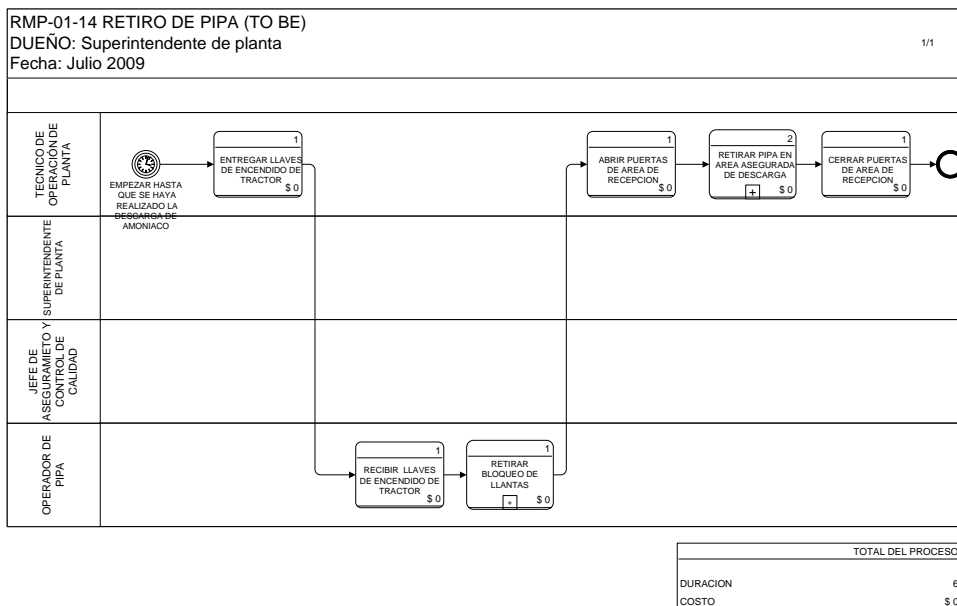 RMP-01-14 RETIRO DE PIPA (TO BE)
DUEÑO: Superintendente de planta
Fecha: Julio 2009
1/1
TECNICO DE
OPERACIÓN DE
PLANTA
EMPEZAR HASTA
QUE SE HAYA
REALIZADO LA
DESCARGA DE
AMONIACO
1
ENTREGAR LLAVES
DE ENCENDIDO DE
TRACTOR
$ 0
1
ABRIR PUERTAS
DE AREA DE
RECEPCION
$ 0
2
RETIRAR PIPA EN
AREA ASEGURADA
DE DESCARGA
+
$ 0
1
CERRAR PUERTAS
DE AREA DE
RECEPCION
$ 0
SUPERINTENDENTE
DE PLANTA
JEFE DE
ASEGURAMIETO Y
CONTROL DE
CALIDAD
OPERADOR DE
PIPA
1
RECIBIR LLAVES
DE ENCENDIDO DE
TRACTOR
$ 0
1
RETIRAR
BLOQUEO DE
LLANTAS
+
$ 0
TOTAL DEL PROCESO
DURACION 6
COSTO $ 0